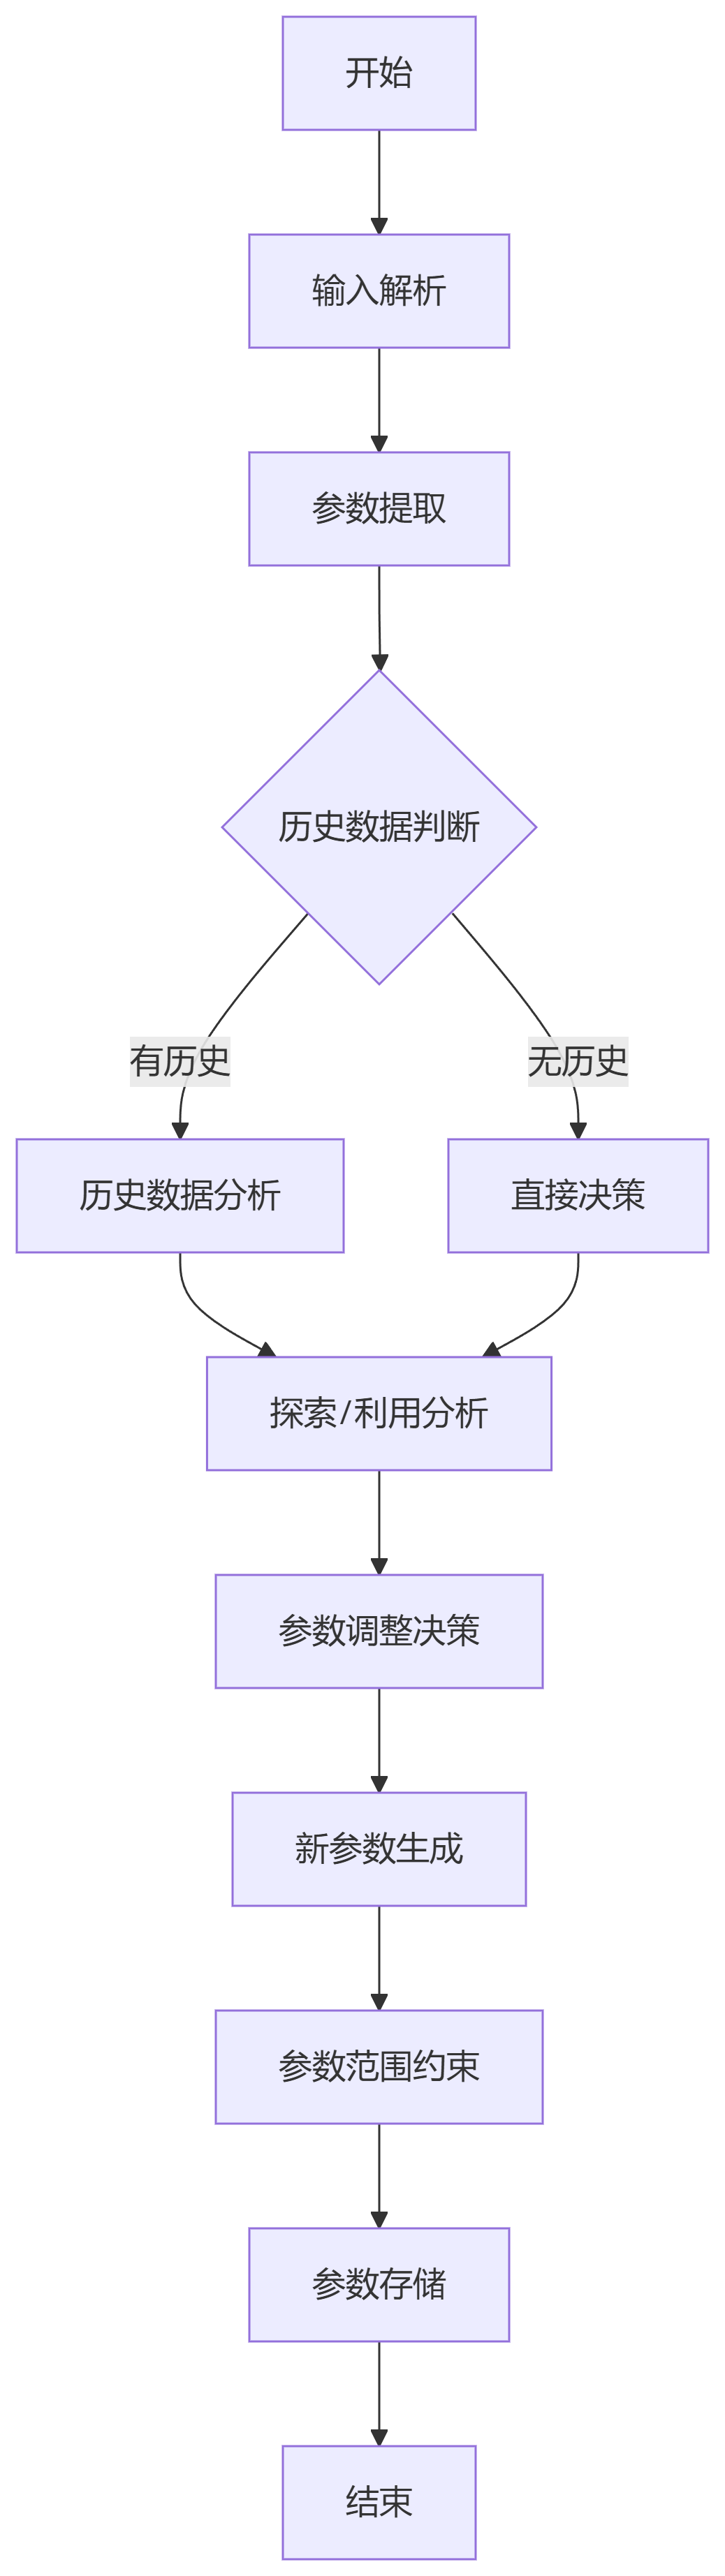 开始
输入解析
参数提取
历史数据判断
有历史
无历史
历史数据分析
直接决策
探索/利用分析
参数调整决策
新参数生成
参数范围约束
参数存储
结束